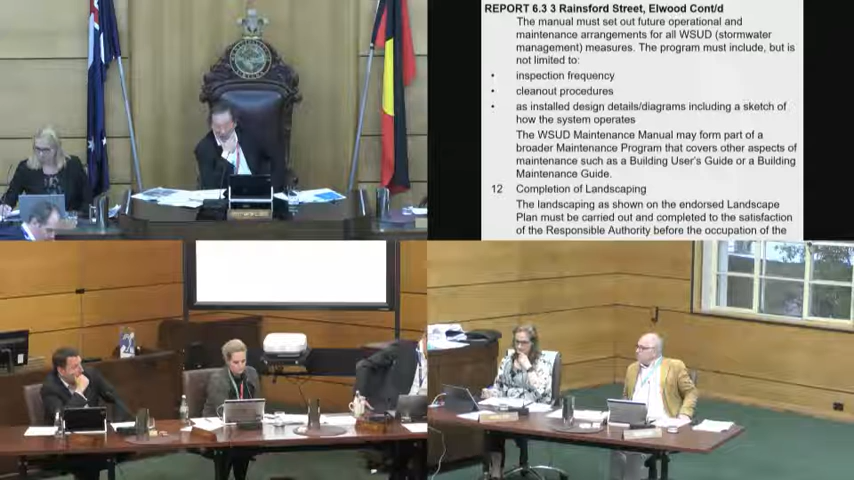 REPORT 6.3 3 Rainsford Street, Elwood Cont/d
The manual must set out future operational and
maintenance arrangements for all WSUD (stormwater
management) measures. The program must include, but is
not limited to:
• inspection frequency
• cleanout procedures
• as installed design details/diagrams including a sketch of
how the system operates
The WSUD Maintenance Manual may form part of a
broader Maintenance Program that covers other aspects of
maintenance such as a Building User's Guide or a Building
Maintenance Guide.
12 Completion of Landscaping
The landscaping as shown on the endorsed Landscape
Plan must be carried out and completed to the satisfaction
of the Responsible Authority before the occupation of the